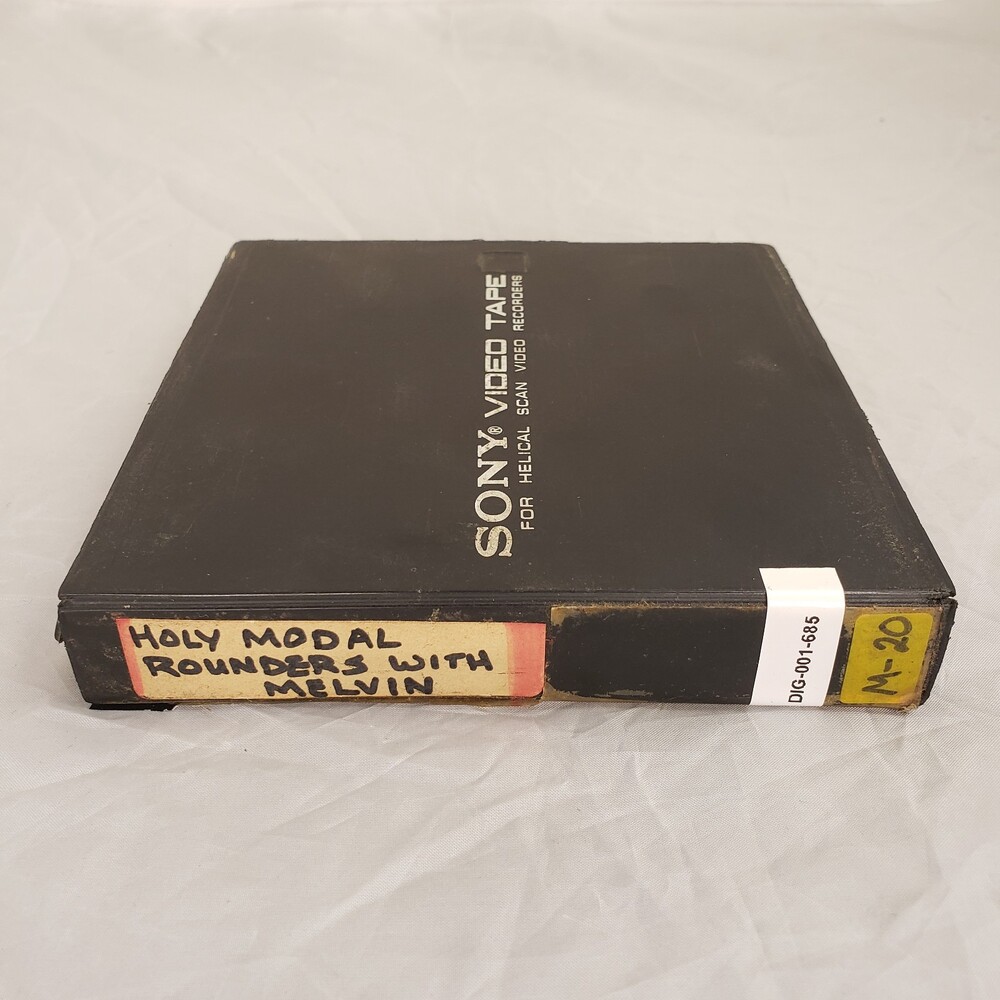 SONY® VIDEO TAPE
FOR HELICAL SCAN VIDEO RECORDERS
HOLY MODAL
ROUNDERS WITH
MELVIN
DIG-001-685
M-20